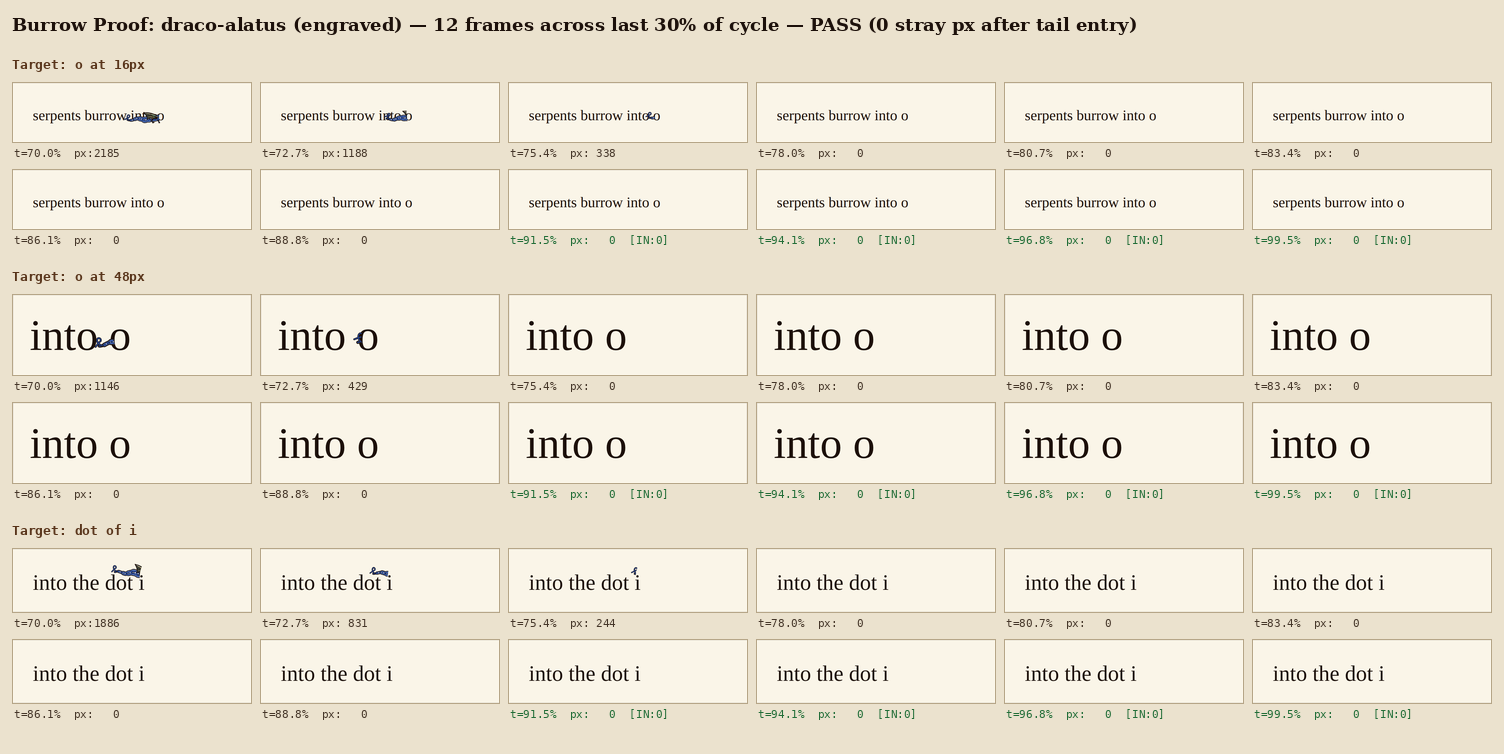 Burrow Proof: draco-alatus (engraved) — 12 frames across last 30% of cycle — PASS (0 stray px after tail entry)
Target: o at 16px
serpents burrow into o serpents burrow into o serpents burrow into o serpents burrow into o serpents burrow into o serpents burrow into o
t=70.0% px:2185 t=72.7% px:1188 t=75.4% px: 338 t=78.0% px: 0 t=80.7% px: 0 t=83.4% px: 0
serpents burrow into o serpents burrow into o serpents burrow into o serpents burrow into o serpents burrow into o serpents burrow into o
t=86.1% px: 0 t=88.8% px: 0 t=91.5% px: 0 [IN:0] t=94.1% px: 0 [IN:0] t=96.8% px: 0 [IN:0] t=99.5% px: 0 [IN:0]
Target: o at 48px
into o into o into o into o into o into o
t=70.0% px:1146 t=72.7% px: 429 t=75.4% px: 0 t=78.0% px: 0 t=80.7% px: 0 t=83.4% px: 0
into o into o into o into o into o into o
t=86.1% px: 0 t=88.8% px: 0 t=91.5% px: 0 [IN:0] t=94.1% px: 0 [IN:0] t=96.8% px: 0 [IN:0] t=99.5% px: 0 [IN:0]
Target: dot of i
into the dot i into the dot i into the dot i into the dot i into the dot i into the dot i
t=70.0% px:1886 t=72.7% px: 831 t=75.4% px: 244 t=78.0% px: 0 t=80.7% px: 0 t=83.4% px: 0
into the dot i into the dot i into the dot i into the dot i into the dot i into the dot i
t=86.1% px: 0 t=88.8% px: 0 t=91.5% px: 0 [IN:0] t=94.1% px: 0 [IN:0] t=96.8% px: 0 [IN:0] t=99.5% px: 0 [IN:0]